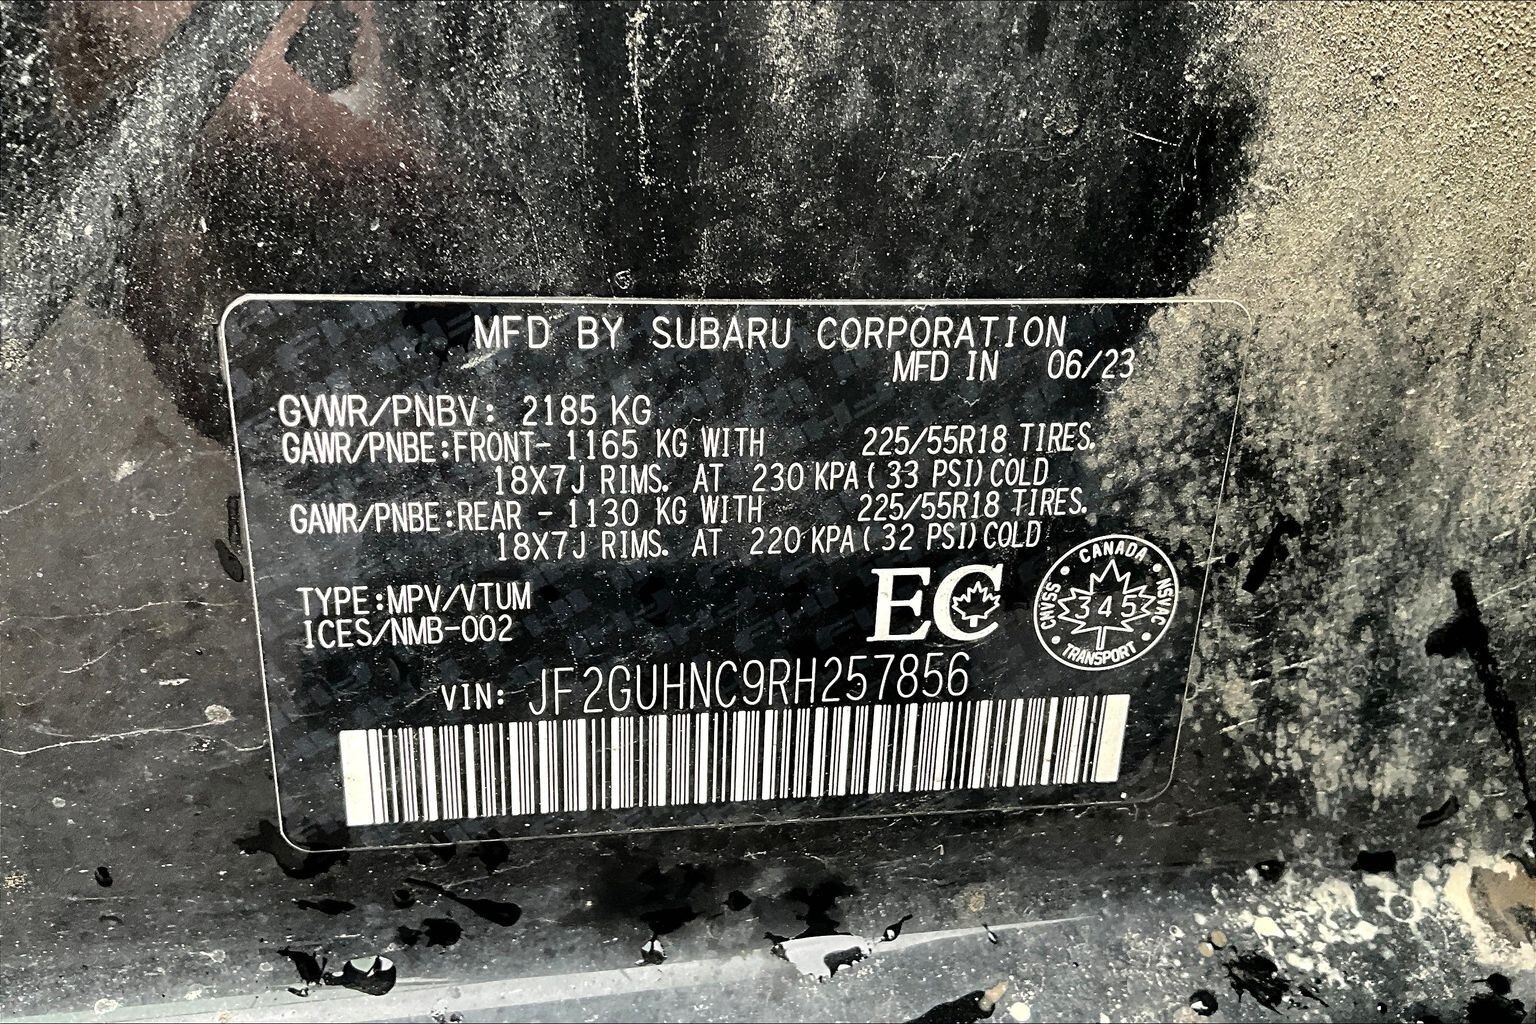 MFD BY SUBARU CORPORATION
MFD IN 06/23
GVWR/PNBV: 2185 KG
GAWR/PNBE:FRONT- 1165 KG WITH 225/55R18 TIRES.
18X7J RIMS. AT 230 KPA( 33 PSI)COLD
GAWR/PNBE:REAR - 1130 KG WITH 225/55R18 TIRES.
18X7J RIMS. AT 220 KPA( 32 PSI)COLD
TYPE:MPV/VTUM
ICES/NMB-002
EC
CANADA
CMVSS
NSVAC
345
TRANSPORT
VIN: JF2GUHNC9RH257856